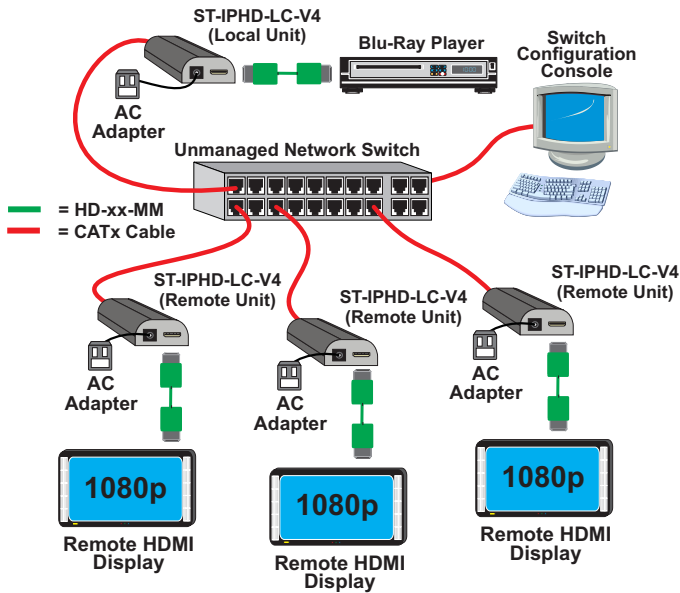 ST-IPHD-LC-V4
(Local Unit)
Blu-Ray Player
Switch
Configuration
Console
AC
Adapter
Unmanaged Network Switch
= HD-xx-MM
= CATx Cable
ST-IPHD-LC-V4
(Remote Unit)
ST-IPHD-LC-V4
(Remote Unit)
ST-IPHD-LC-V4
(Remote Unit)
AC
Adapter
AC
Adapter
AC
Adapter
1080p
1080p
1080p
Remote HDMI
Display
Remote HDMI
Display
Remote HDMI
Display